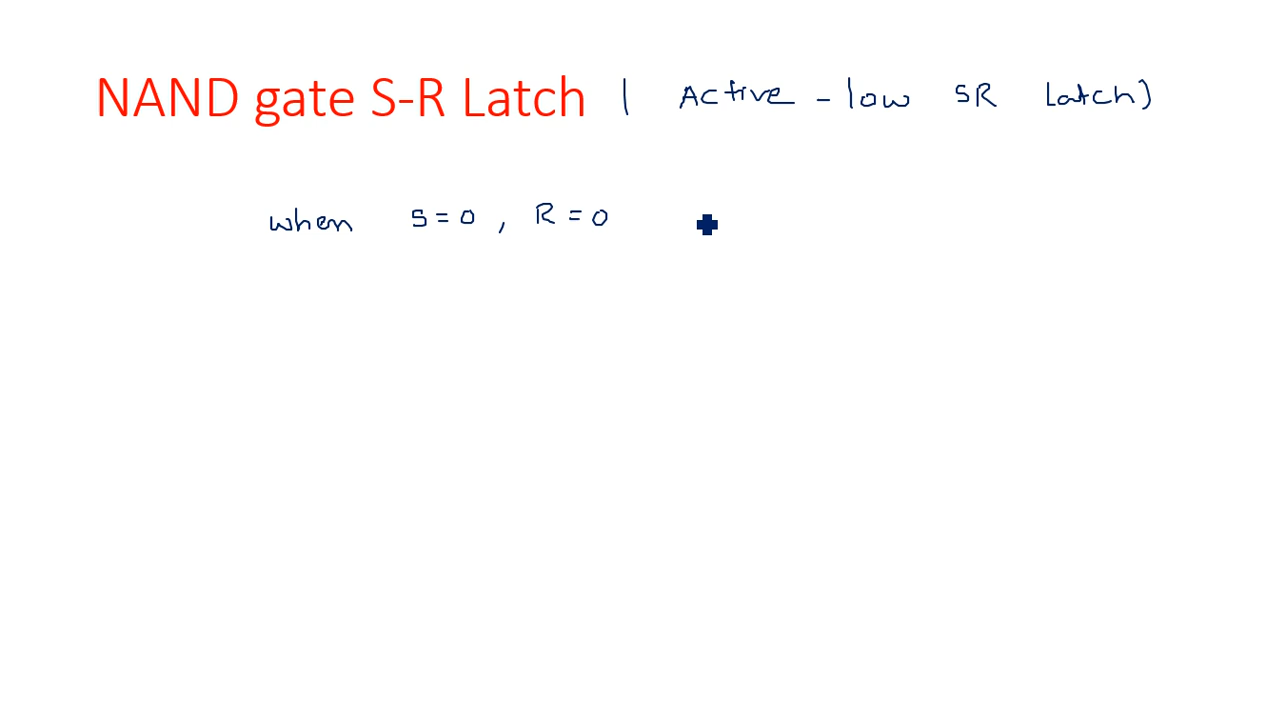 NAND gate S-R Latch ( Active - low SR Latch)
when S = 0 , R = 0